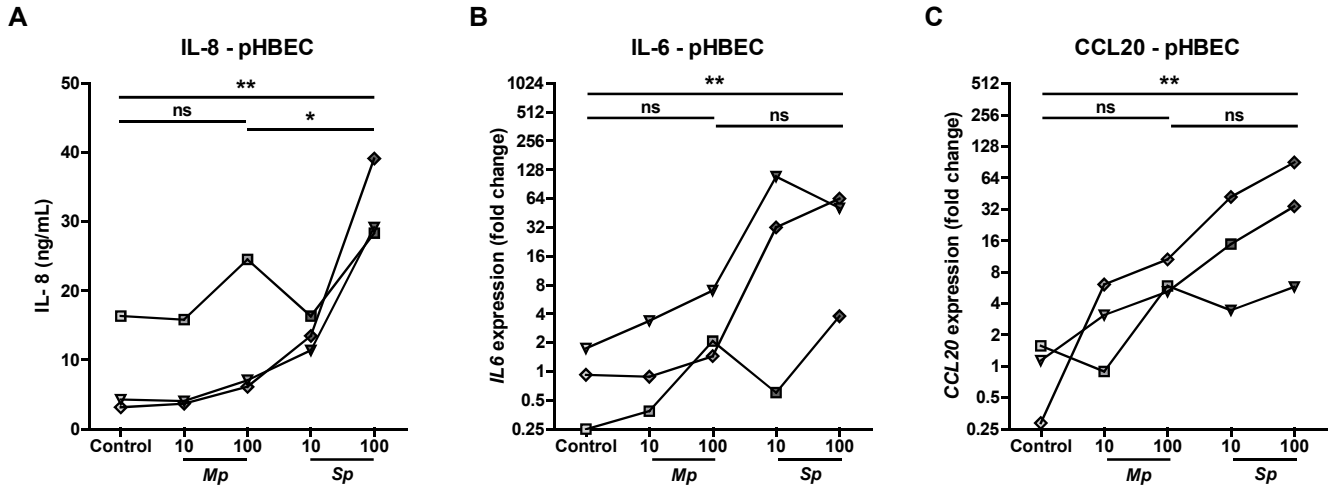 A
IL-8 - pHBEC
IL- 8 (ng/mL)
50
40
30
20
10
0
**
ns
*
Control 10 100 10 100
Mp Sp
B
IL-6 - pHBEC
IL6 expression (fold change)
1024
512
256
128
64
32
16
8
4
2
1
0.5
0.25
**
ns
ns
Control 10 100 10 100
Mp Sp
C
CCL20 - pHBEC
CCL20 expression (fold change)
512
256
128
64
32
16
8
4
2
1
0.5
0.25
**
ns
ns
Control 10 100 10 100
Mp Sp